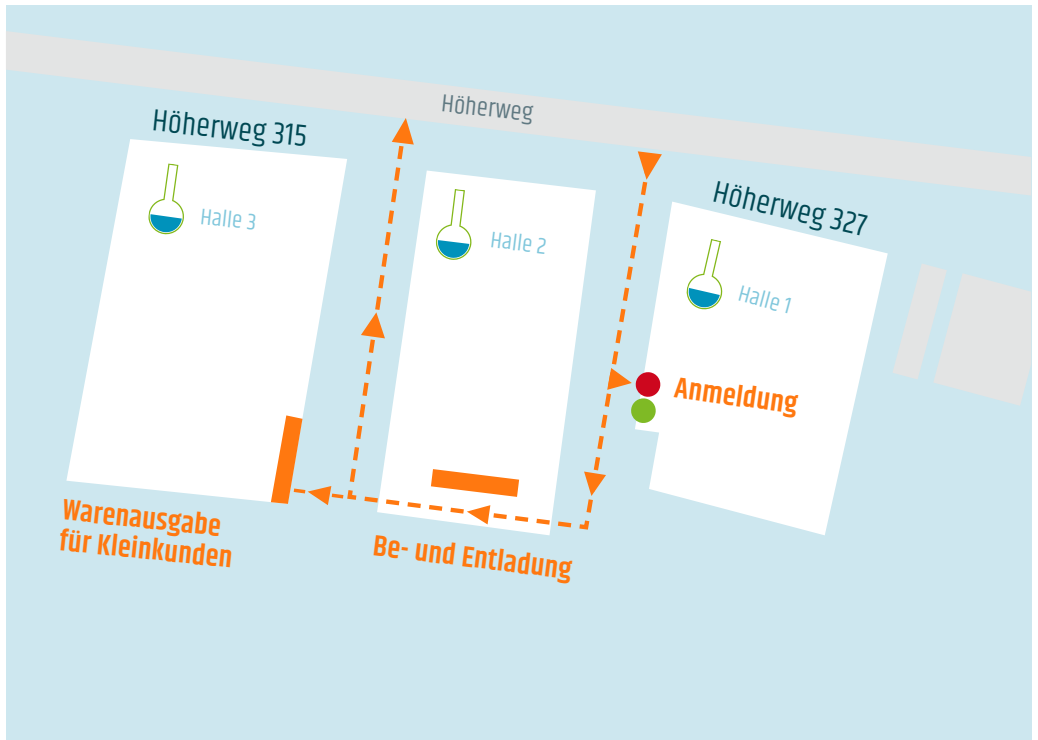 Höherweg
Höherweg 315
Höherweg 327
Halle 3
Halle 2
Halle 1
Anmeldung
Warenausgabe
für Kleinkunden
Be- und Entladung